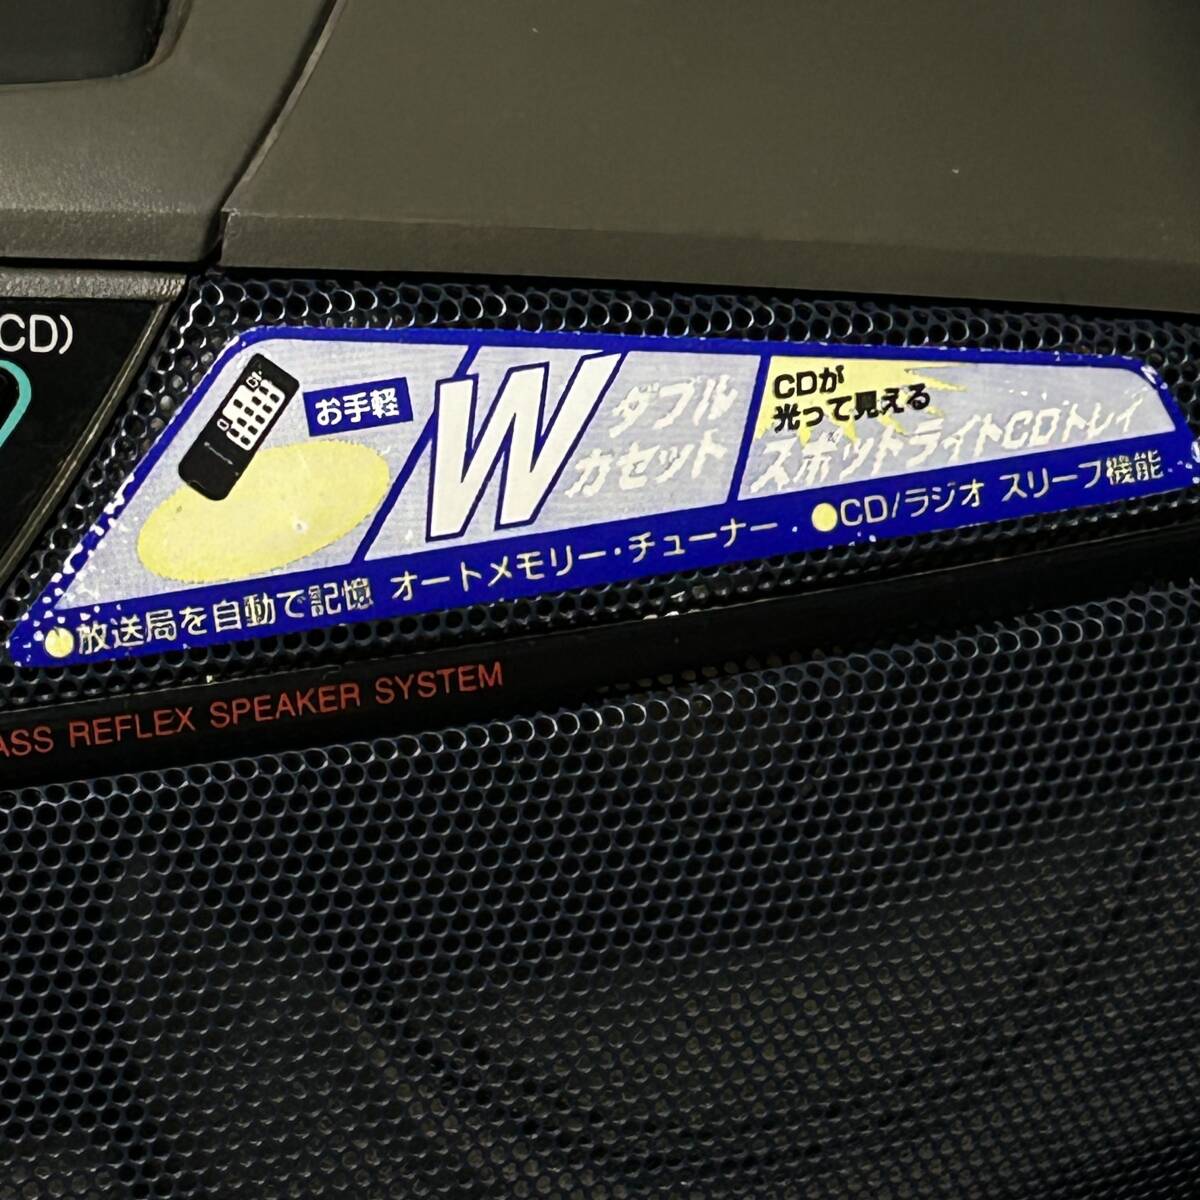 CD)
お手軽
W
ダブル
カセット
CDが
光って見える
スポットライトCDトレイ
●放送局を自動で記憶 オートメモリー・チューナー ・ ●CD/ラジオ スリープ機能
ASS REFLEX SPEAKER SYSTEM